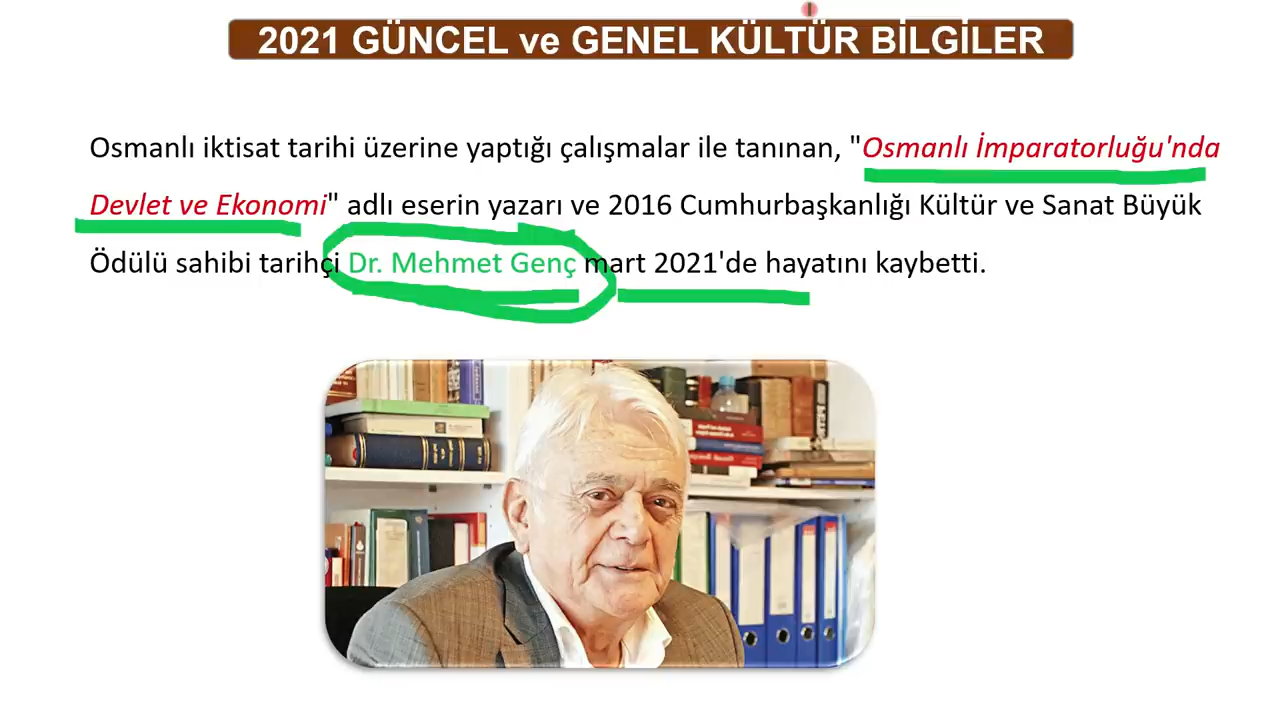 2021 GÜNCEL ve GENEL KÜLTÜR BİLGİLER
Osmanlı iktisat tarihi üzerine yaptığı çalışmalar ile tanınan, "Osmanlı İmparatorluğu'nda
Devlet ve Ekonomi" adlı eserin yazarı ve 2016 Cumhurbaşkanlığı Kültür ve Sanat Büyük
Ödülü sahibi tarihçi Dr. Mehmet Genç mart 2021'de hayatını kaybetti.